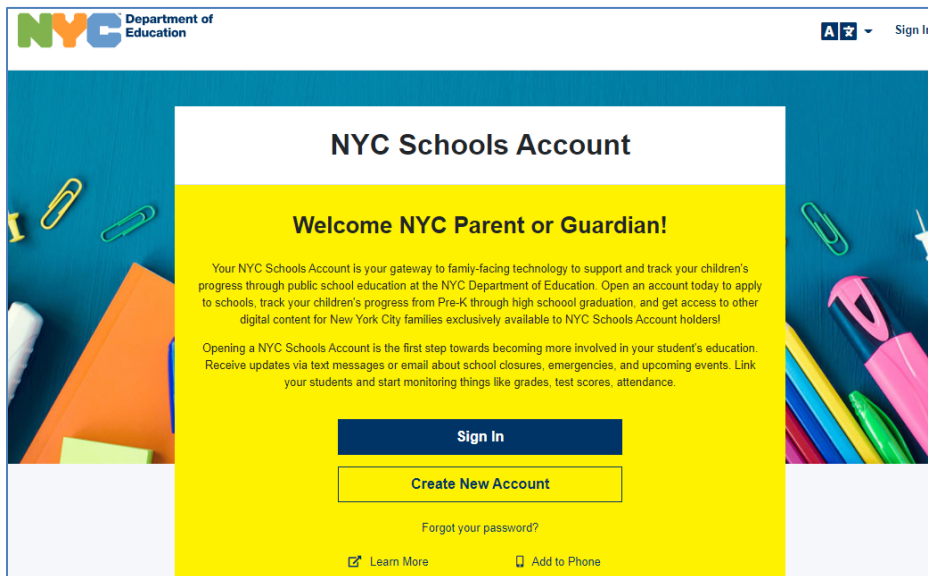 NYC Department of
Education
A 文
Sign In
NYC Schools Account
Welcome NYC Parent or Guardian!
Your NYC Schools Account is your gateway to famiy-facing technology to support and track your children's
progress through public school education at the NYC Department of Education. Open an account today to apply
to schools, track your children's progress from Pre-K through high schoool graduation, and get access to other
digital content for New York City families exclusively available to NYC Schools Account holders!
Opening a NYC Schools Account is the first step towards becoming more involved in your student's education.
Receive updates via text messages or email about school closures, emergencies, and upcoming events. Link
your students and start monitoring things like grades, test scores, attendance.
Sign In
Create New Account
Forgot your password?
Learn More
Add to Phone